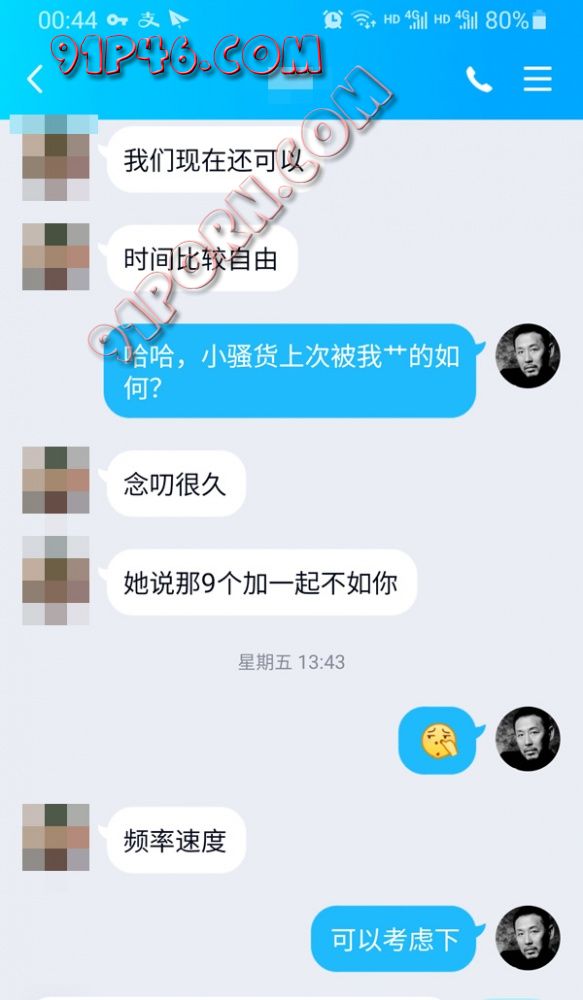 00:44
HD 4G HD 4G 80%
91P46.COM
91PORN.COM
我们现在还可以
时间比较自由
哈哈，小骚货上次被我艹的如
何？
念叨很久
她说那9个加一起不如你
星期五 13:43
频率速度
可以考虑下